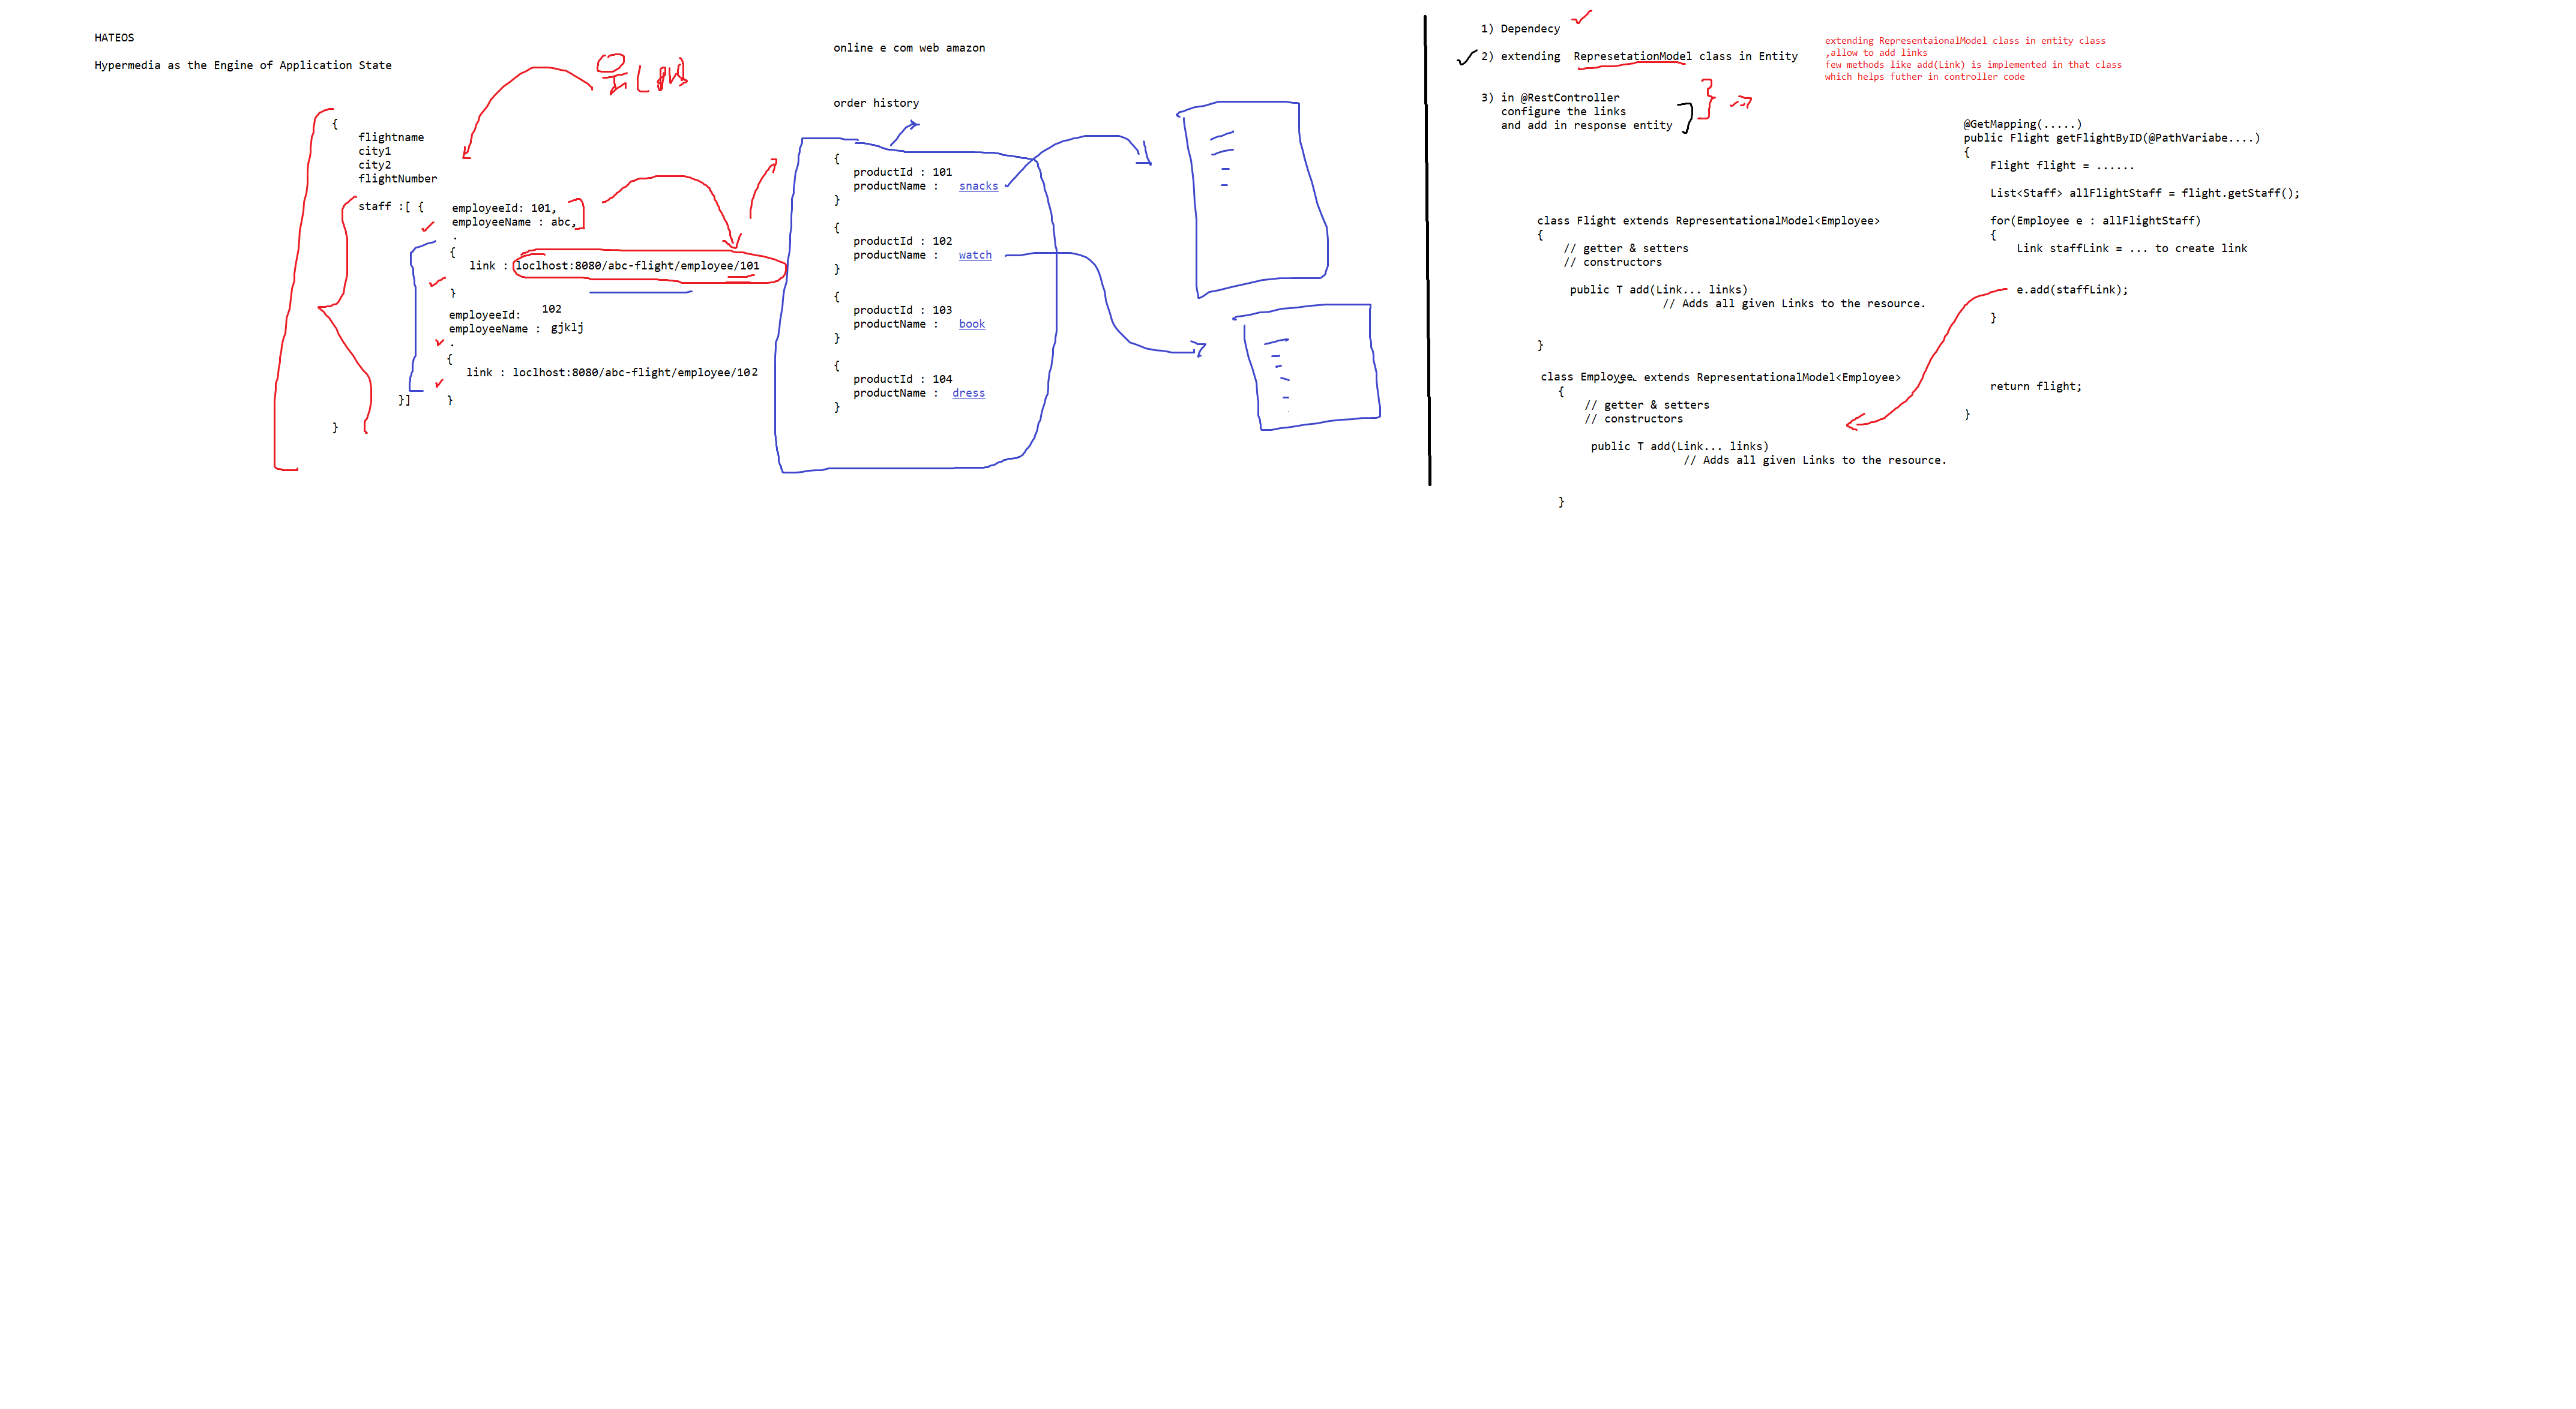 HATEOS
Hypermedia as the Engine of Application State
{
flightname
city1
city2
flightNumber
staff :[ {
employeeId: 101,
employeeName : abc,
.
{
link : loclhost:8080/abc-flight/employee/101
}
employeeId: 102
employeeName : gjklj
.
{
link : loclhost:8080/abc-flight/employee/102
}] }
}
online e com web amazon
order history
{
productId : 101
productName : snacks
}
{
productId : 102
productName : watch
}
{
productId : 103
productName : book
}
{
productId : 104
productName : dress
}
1) Dependecy
2) extending RepresetationModel class in Entity
3) in @RestController
configure the links
and add in response entity
extending RepresentaionalModel class in entity class
,allow to add links
few methods like add(Link) is implemented in that class
which helps futher in controller code
class Flight extends RepresentationalModel<Employee>
{
// getter & setters
// constructors
public T add(Link... links)
// Adds all given Links to the resource.
}
class Employee extends RepresentationalModel<Employee>
{
// getter & setters
// constructors
public T add(Link... links)
// Adds all given Links to the resource.
}
@GetMapping(.....)
public Flight getFlightByID(@PathVariabe....)
{
Flight flight = ......
List<Staff> allFlightStaff = flight.getStaff();
for(Employee e : allFlightStaff)
{
Link staffLink = ... to create link
e.add(staffLink);
}
return flight;
}